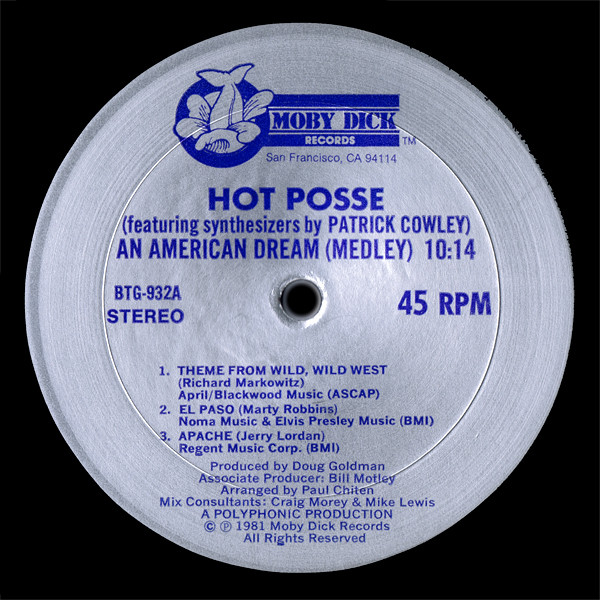 MOBY DICK
RECORDS
TM
San Francisco, CA 94114
HOT POSSE
(featuring synthesizers by PATRICK COWLEY)
AN AMERICAN DREAM (MEDLEY) 10:14
BTG-932A
STEREO
45 RPM
1. THEME FROM WILD, WILD WEST
(Richard Markowitz)
April/Blackwood Music (ASCAP)
2. EL PASO (Marty Robbins)
Noma Music & Elvis Presley Music (BMI)
3. APACHE (Jerry Lordan)
Regent Music Corp. (BMI)
Produced by Doug Goldman
Associate Producer: Bill Motley
Arranged by Paul Chiten
Mix Consultants: Craig Morey & Mike Lewis
A POLYPHONIC PRODUCTION
© ℗ 1981 Moby Dick Records
All Rights Reserved